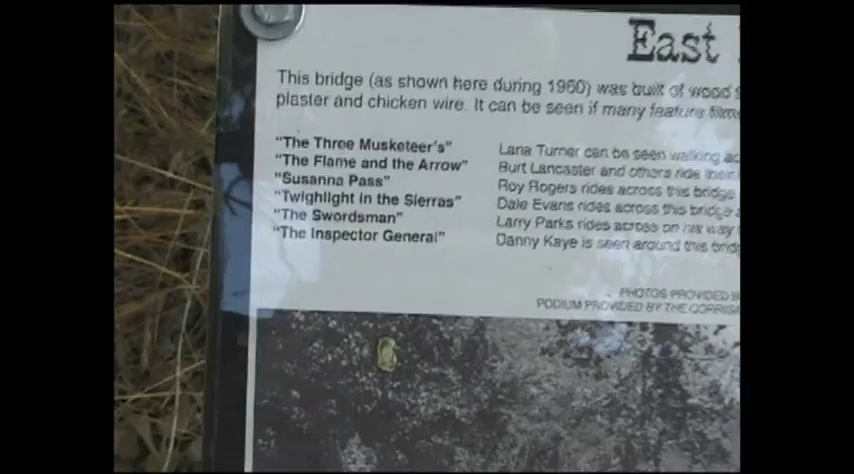 East
This bridge (as shown here during 1960) was built of wood
plaster and chicken wire. It can be seen if many feature films
"The Three Musketeer's" Lana Turner can be seen walking
"The Flame and the Arrow" Burt Lancaster and others ride their
"Susanna Pass" Roy Rogers rides across this bridge
"Twighlight in the Sierras" Dale Evans rides across this bridge
"The Swordsman" Larry Parks rides across on his way
"The Inspector General" Danny Kaye is seen around this
PHOTOS PROVIDED
PODIUM PROVIDED BY THE